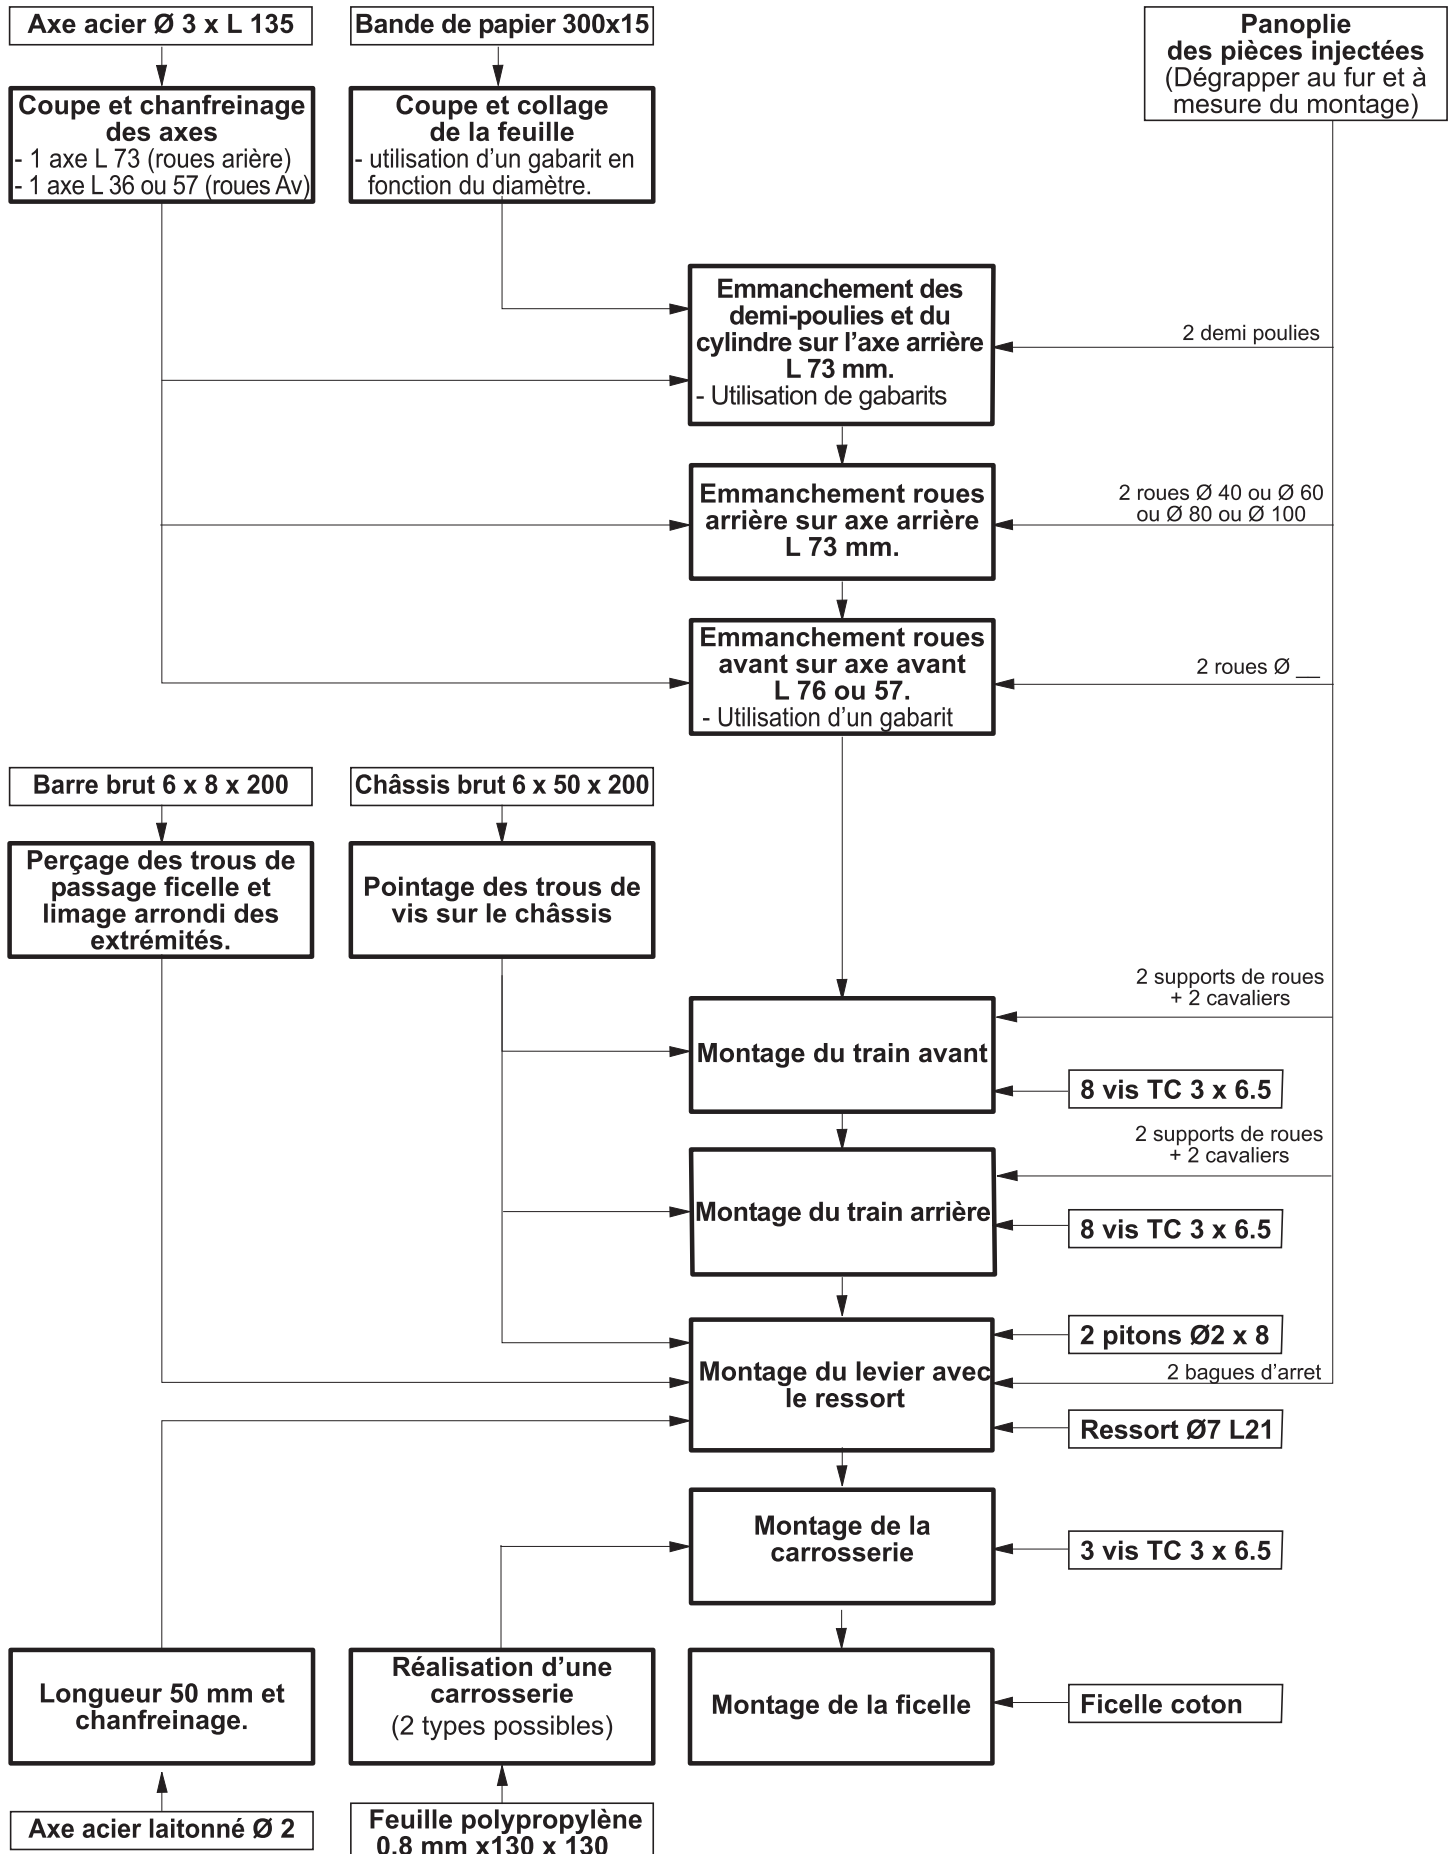 Axe acier Ø 3 x L 135
Bande de papier 300x15
Panoplie
des pièces injectées
(Dégrapper au fur et à
mesure du montage)
Coupe et chanfreinage
des axes
- 1 axe L 73 (roues arière)
- 1 axe L 36 ou 57 (roues Av)
Coupe et collage
de la feuille
- utilisation d'un gabarit en
fonction du diamètre.
Emmanchement des
demi-poulies et du
cylindre sur l'axe arrière
L 73 mm.
- Utilisation de gabarits
2 demi poulies
Emmanchement roues
arrière sur axe arrière
L 73 mm.
2 roues Ø 40 ou Ø 60
ou Ø 80 ou Ø 100
Emmanchement roues
avant sur axe avant
L 76 ou 57.
- Utilisation d'un gabarit
2 roues Ø __
Barre brut 6 x 8 x 200
Châssis brut 6 x 50 x 200
Perçage des trous de
passage ficelle et
limage arrondi des
extrémités.
Pointage des trous de
vis sur le châssis
2 supports de roues
+ 2 cavaliers
Montage du train avant
8 vis TC 3 x 6.5
2 supports de roues
+ 2 cavaliers
Montage du train arrière
8 vis TC 3 x 6.5
2 pitons Ø2 x 8
Montage du levier avec
le ressort
2 bagues d'arret
Ressort Ø7 L21
Montage de la
carrosserie
3 vis TC 3 x 6.5
Longueur 50 mm et
chanfreinage.
Réalisation d'une
carrosserie
(2 types possibles)
Montage de la ficelle
Ficelle coton
Axe acier laitonné Ø 2
Feuille polypropylène
0.8 mm x130 x 130